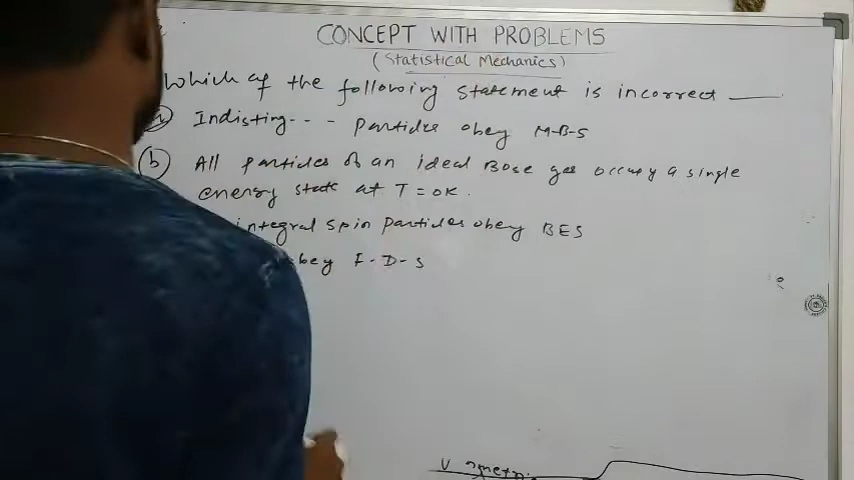 CONCEPT WITH PROBLEMS
(Statistical Mechanics)
Which of the following statement is incorrect
Indisting- - - Particles obey M-B-S
(b) All particles of an ideal Bose gas occupy a single
energy state at T = 0K.
integral spin particles obey BES
obey F-D-S